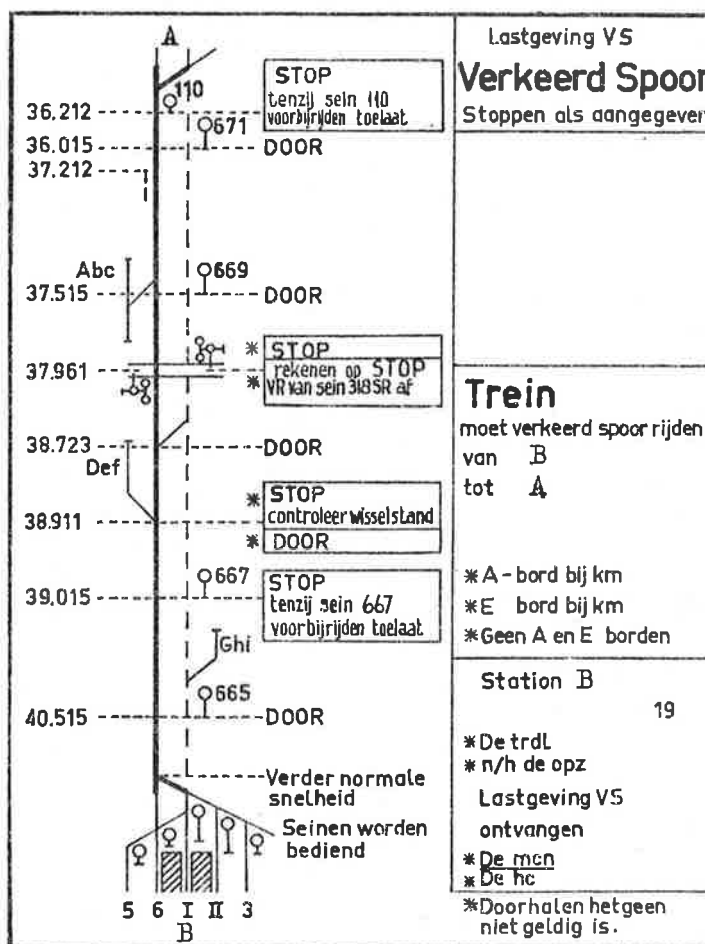 A
110
STOP
tenzij sein 110
voorbijrijden toelaat
36.212
671
36.015
DOOR
37.212
Abc
669
37.515
DOOR
* STOP
37.961
rekenen op STOP
* VR van sein 318SR af
38.723
DOOR
Def
* STOP
controleer wisselstand
38.911
* DOOR
667
39.015
STOP
tenzij sein 667
voorbijrijden toelaat
Ghi
665
40.515
DOOR
Verder normale
snelheid
Seinen worden
bediend
5 6 I II 3
B
Lastgeving VS
Verkeerd Spoor
Stoppen als aangegeven
Trein
moet verkeerd spoor rijden
van B
tot A
*A-bord bij km
*E bord bij km
*Geen A en E borden
Station B
19
*De trdl
*n/h de opz
Lastgeving VS
ontvangen
*De mcn
*De hc
*Doorhalen hetgeen
niet geldig is.